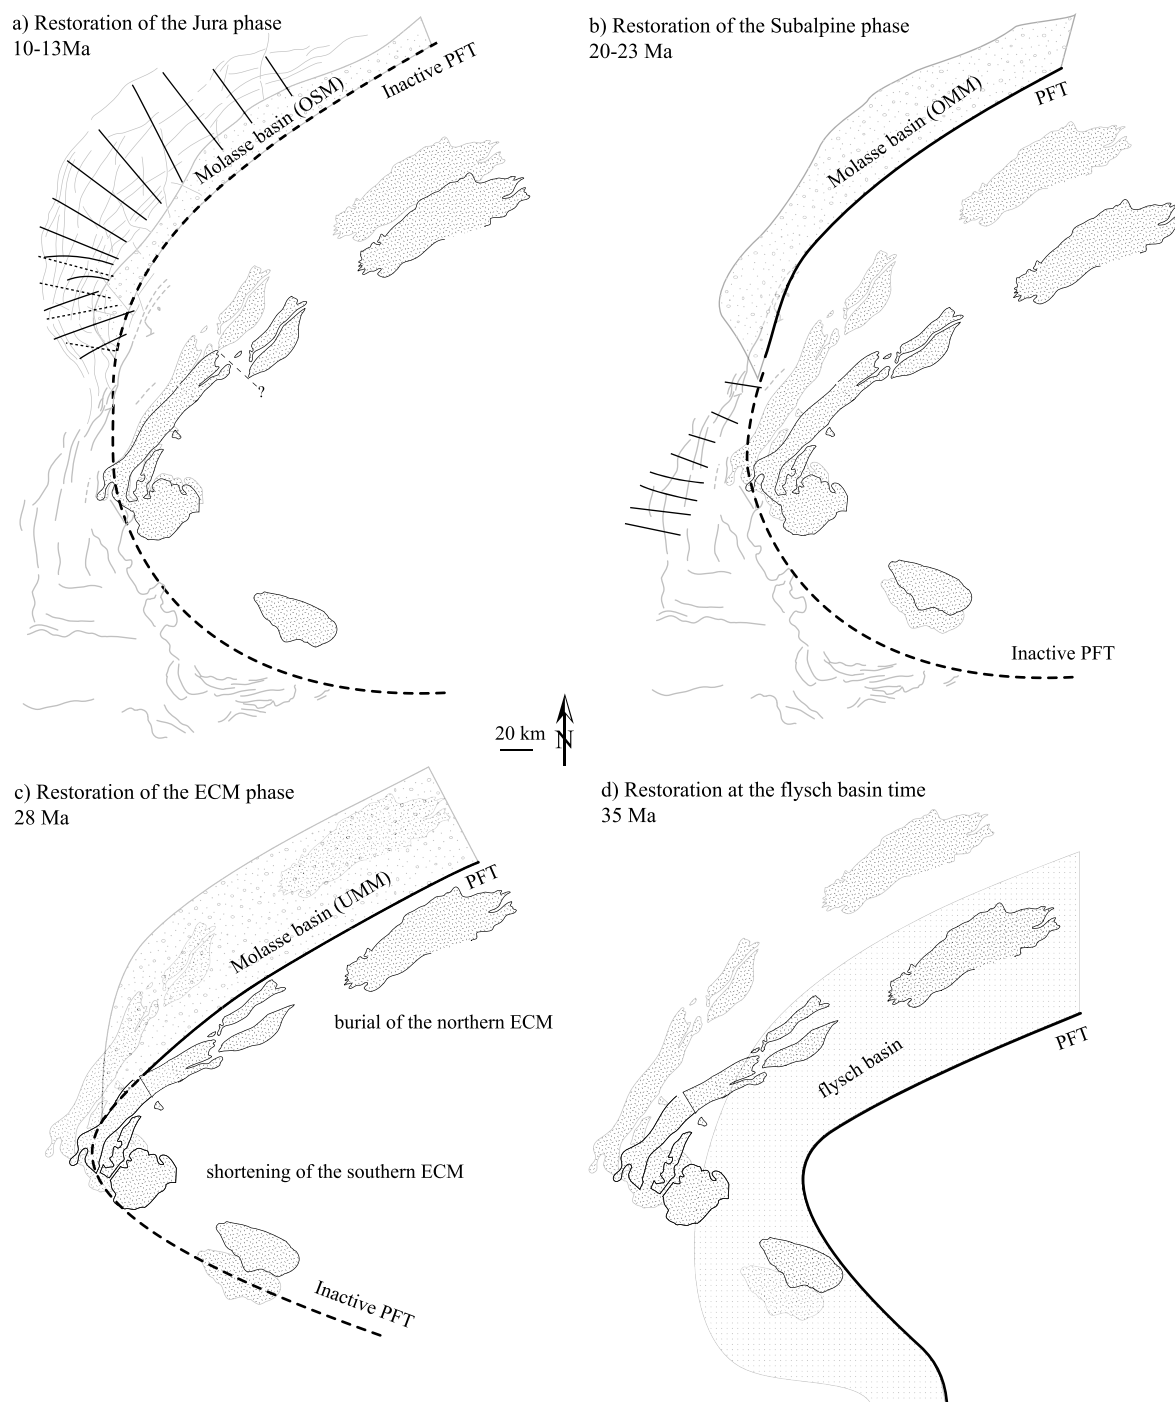 a) Restoration of the Jura phase
10-13Ma
Inactive PFT
Molasse basin (OSM)
?
b) Restoration of the Subalpine phase
20-23 Ma
PFT
Molasse basin (OMM)
Inactive PFT
20 km
N
c) Restoration of the ECM phase
28 Ma
PFT
Molasse basin (UMM)
burial of the northern ECM
shortening of the southern ECM
Inactive PFT
d) Restoration at the flysch basin time
35 Ma
PFT
flysch basin